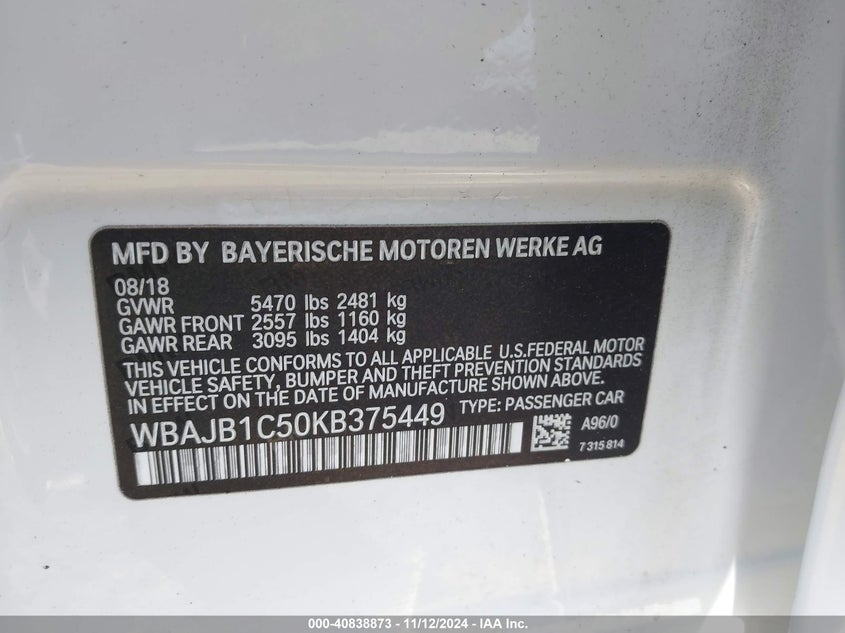 MFD BY BAYERISCHE MOTOREN WERKE AG
08/18
GVWR 5470 lbs 2481 kg
GAWR FRONT 2557 lbs 1160 kg
GAWR REAR 3095 lbs 1404 kg
THIS VEHICLE CONFORMS TO ALL APPLICABLE U.S.FEDERAL MOTOR
VEHICLE SAFETY, BUMPER AND THEFT PREVENTION STANDARDS
IN EFFECT ON THE DATE OF MANUFACTURE SHOWN ABOVE.
WBAJB1C50KB375449 TYPE: PASSENGER CAR
A96/0
7 315 814
000-40838873 - 11/12/2024 - IAA Inc.